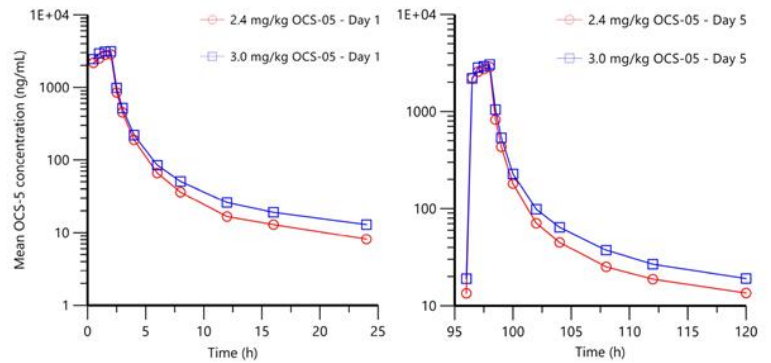 1E+04
2.4 mg/kg OCS-05 - Day 1
3.0 mg/kg OCS-05 - Day 1
1000
100
10
1
Mean OCS-5 concentration (ng/mL)
0 5 10 15 20 25
Time (h)
1E+04
2.4 mg/kg OCS-05 - Day 5
3.0 mg/kg OCS-05 - Day 5
1000
100
10
95 100 105 110 115 120
Time (h)